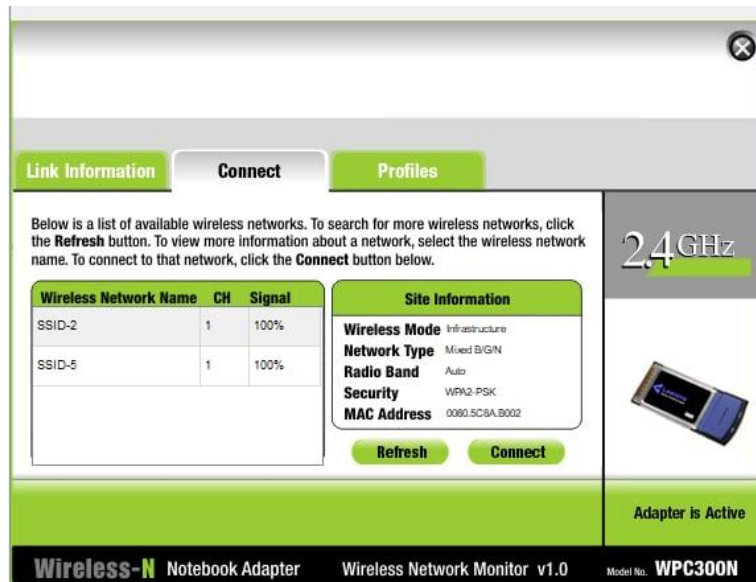 Link Information
Connect
Profiles
Below is a list of available wireless networks. To search for more wireless networks, click
the Refresh button. To view more information about a network, select the wireless network
name. To connect to that network, click the Connect button below.
2.4GHz
Wireless Network Name CH Signal
SSID-2 1 100%
SSID-5 1 100%
Site Information
Wireless Mode Infrastructure
Network Type Mixed B/G/N
Radio Band Auto
Security WPA2-PSK
MAC Address 0060.5C8A.B002
Refresh
Connect
Adapter is Active
Wireless-N Notebook Adapter Wireless Network Monitor v1.0 Model No. WPC300N